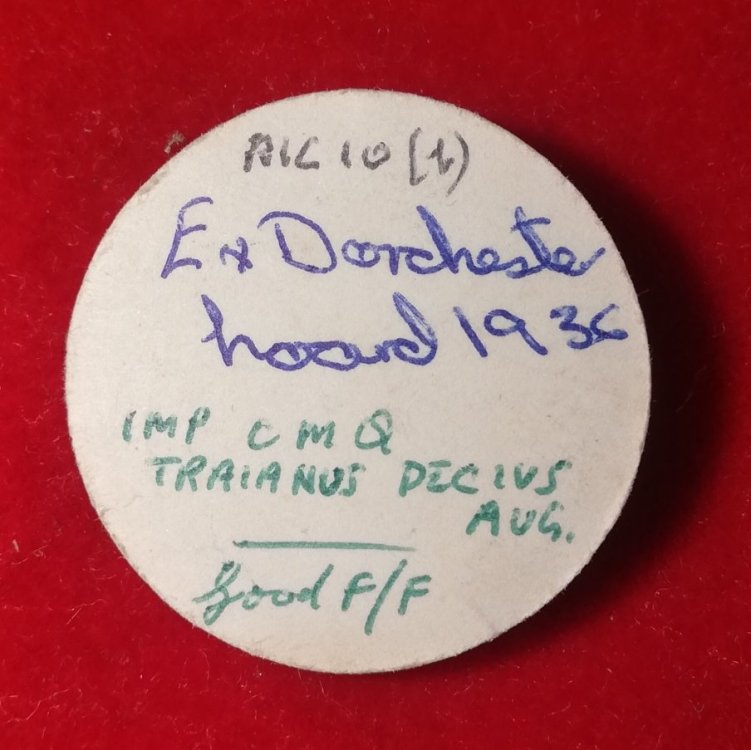 RIC 10 (b)
Ex Dorchester
hoard 1936
IMP C M Q
TRAIANUS DECIUS
AUG.
Good F/F